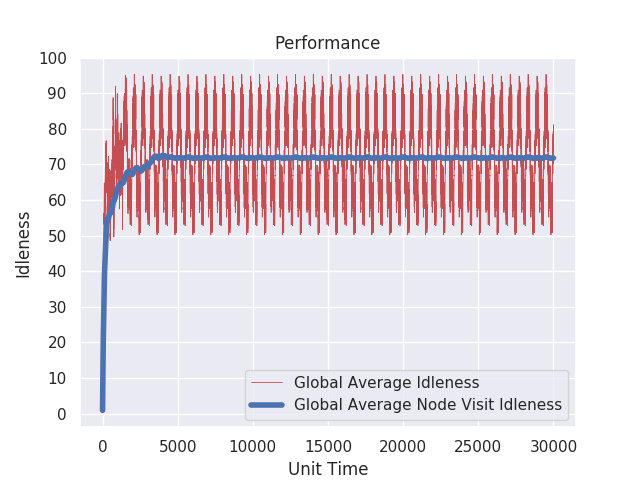 Performance
100
90
80
70
60
50
40
30
20
10
0
Idleness
Global Average Idleness
Global Average Node Visit Idleness
0 5000 10000 15000 20000 25000 30000
Unit Time